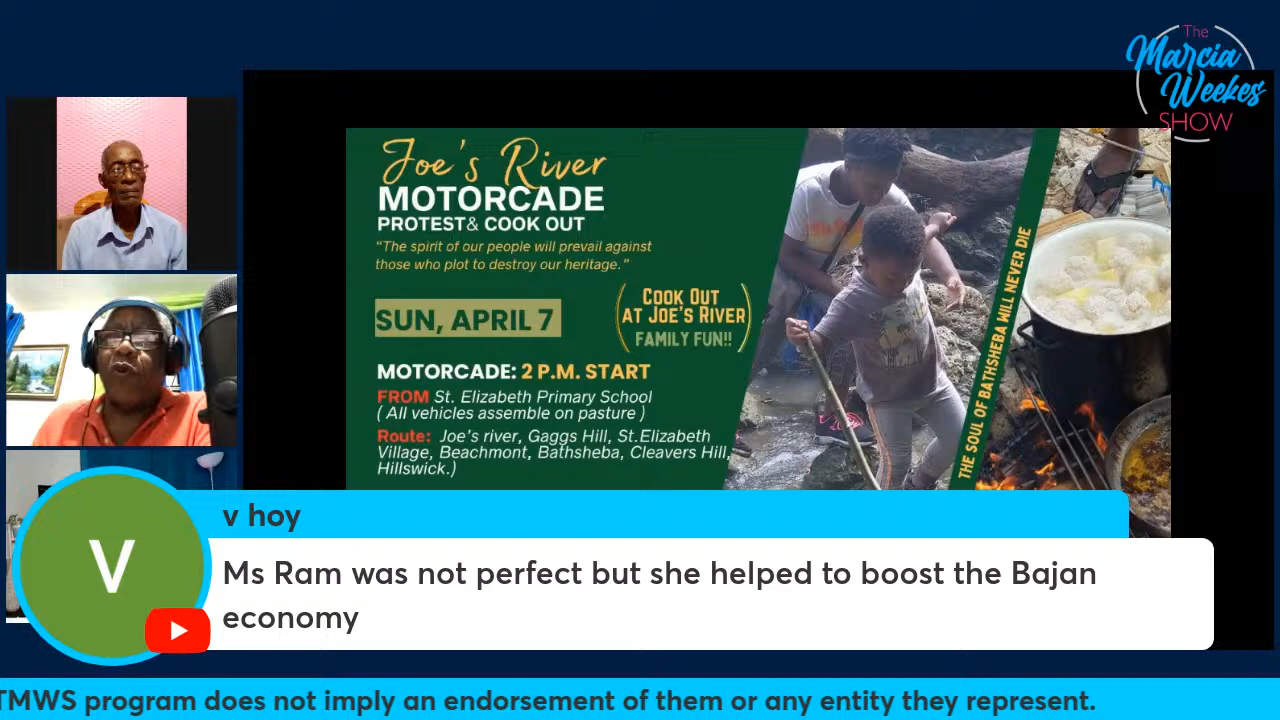 The
Marcia
Weekes
SHOW
Joe's River
MOTORCADE
PROTEST & COOK OUT
"The spirit of our people will prevail against
those who plot to destroy our heritage."
SUN, APRIL 7
COOK OUT
AT JOE'S RIVER
FAMILY FUN!!
MOTORCADE: 2 P.M. START
FROM St. Elizabeth Primary School
( All vehicles assemble on pasture )
Route: Joe's river, Gaggs Hill, St.Elizabeth
Village, Beachmont, Bathsheba, Cleavers Hill,
Hillswick.)
THE SOUL OF BATHSHEBA WILL NEVER DIE
V
v hoy
Ms Ram was not perfect but she helped to boost the Bajan
economy
TMWS program does not imply an endorsement of them or any entity they represent.